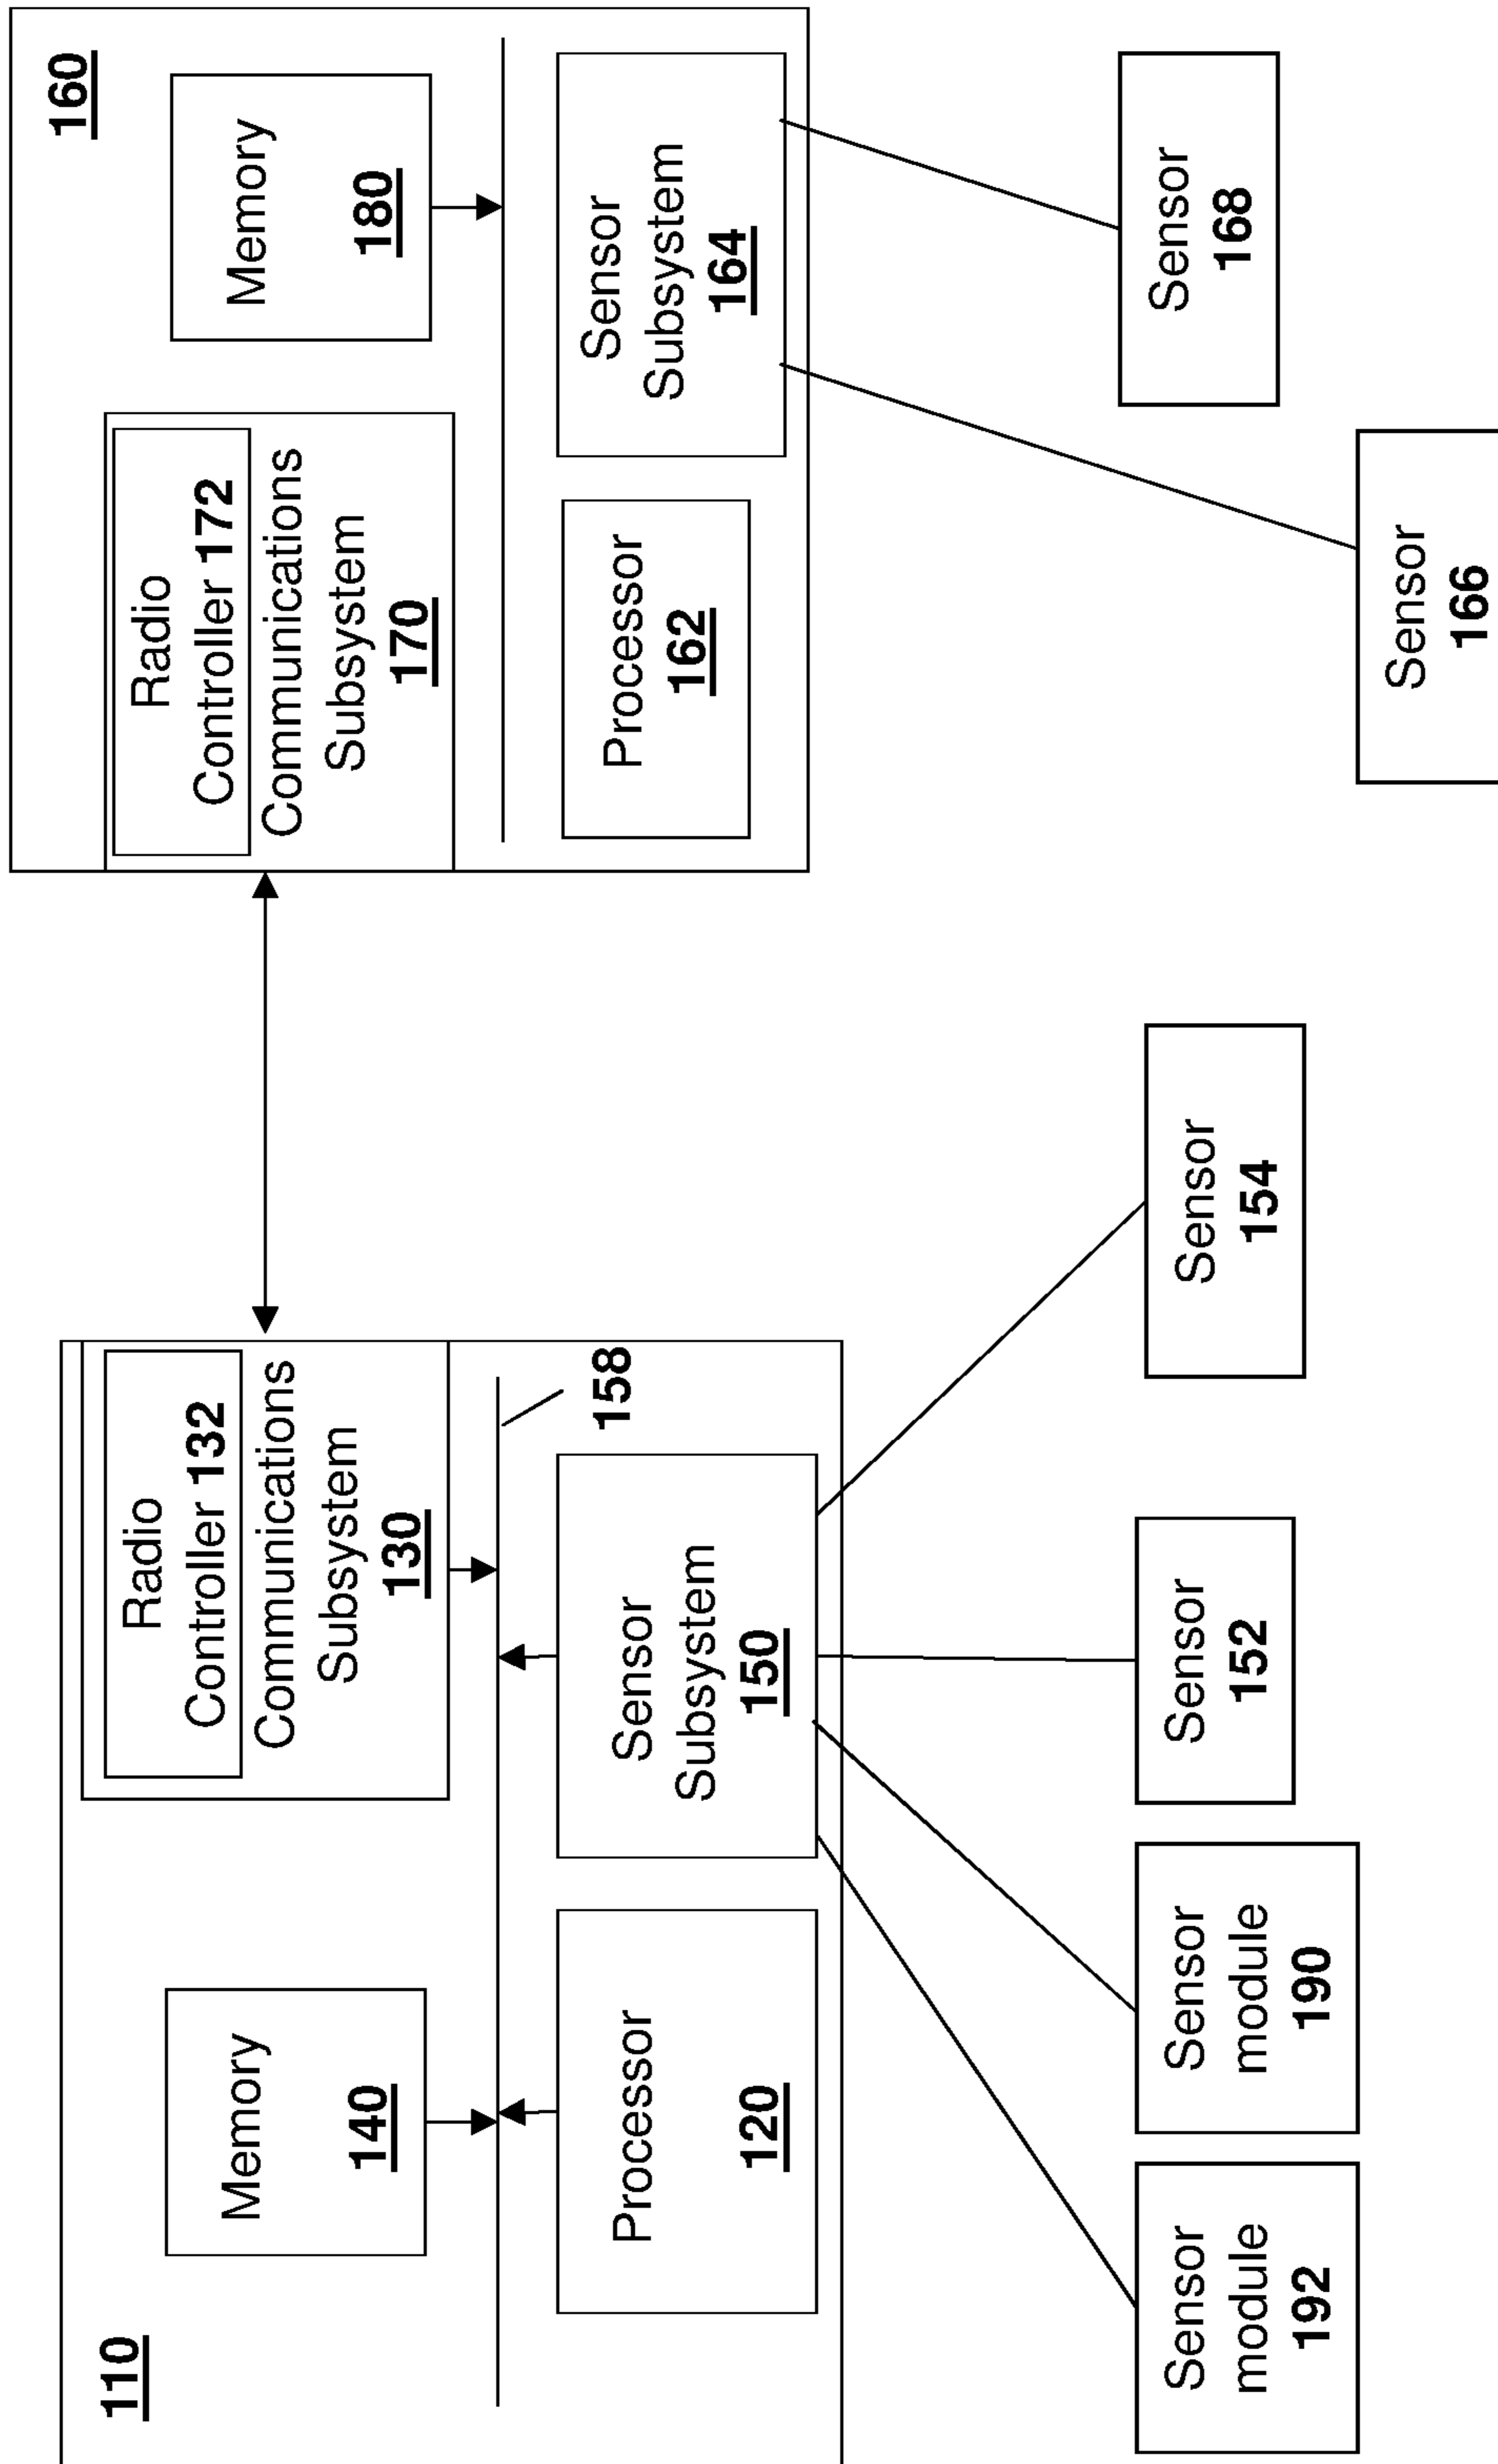 110
Memory
140
Radio
Controller 132
Communications
Subsystem
130
158
Processor
120
Sensor
Subsystem
150
Sensor
module
192
Sensor
module
190
Sensor
152
Sensor
154
160
Radio
Controller 172
Communications
Subsystem
170
Memory
180
Processor
162
Sensor
Subsystem
164
Sensor
166
Sensor
168